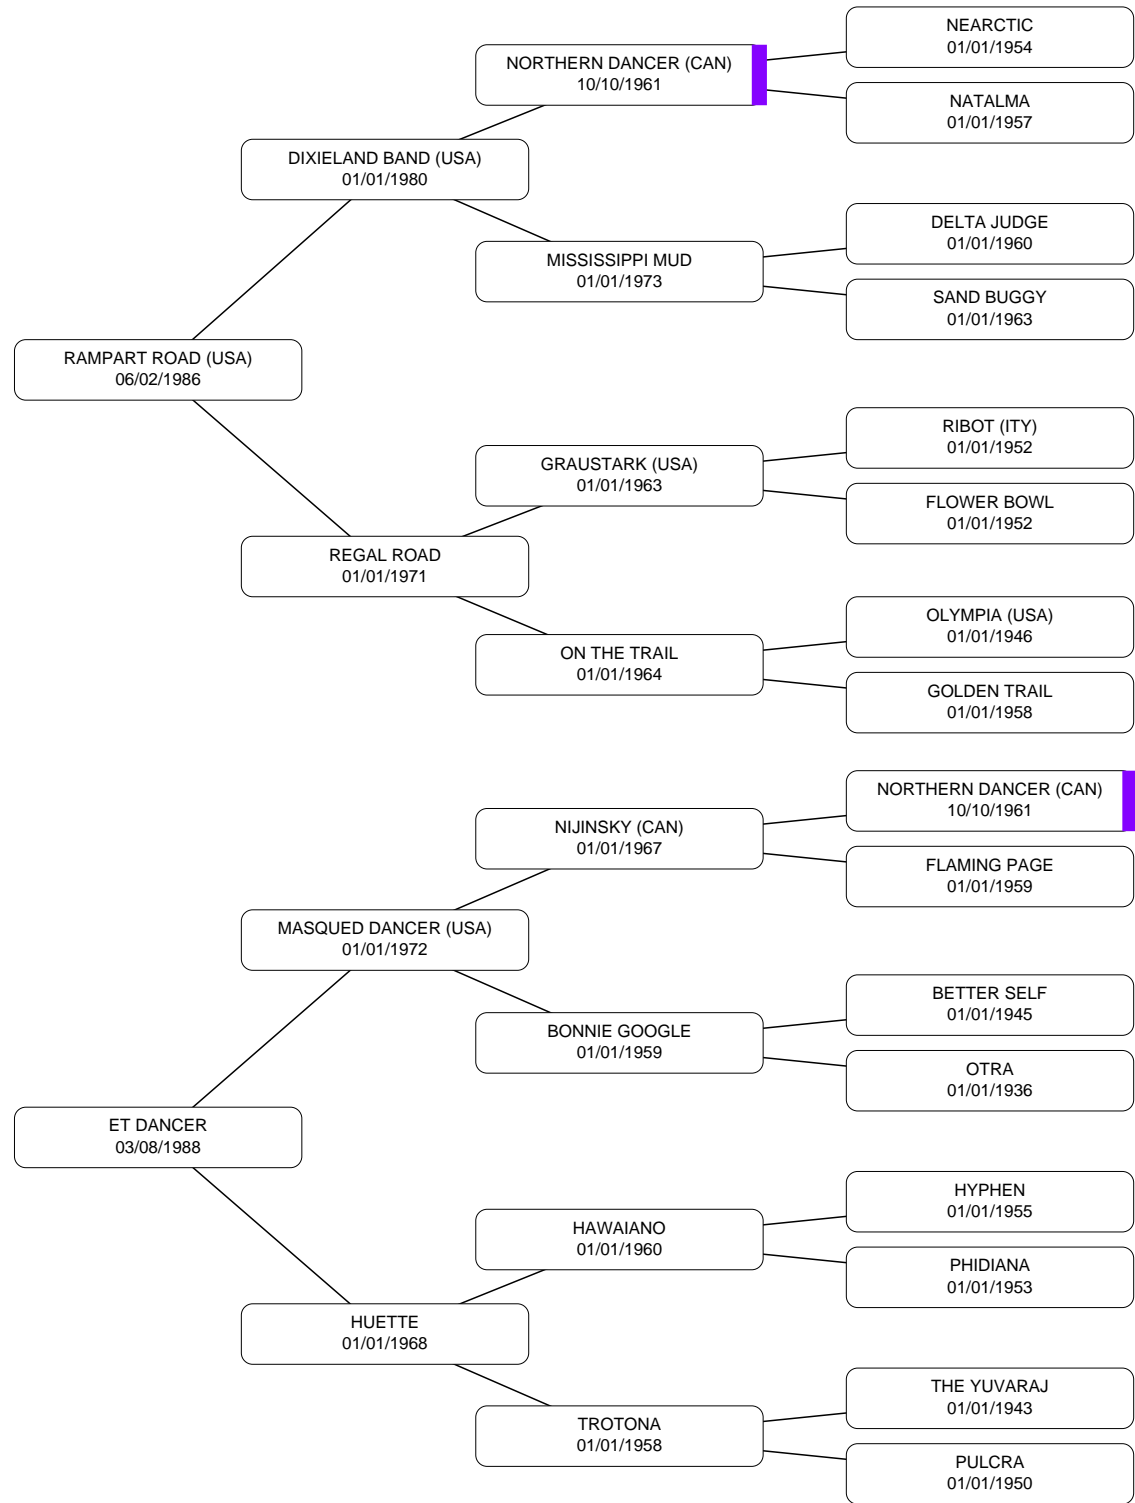 NEARCTIC
01/01/1954
NORTHERN DANCER (CAN)
10/10/1961
NATALMA
01/01/1957
DIXIELAND BAND (USA)
01/01/1980
DELTA JUDGE
01/01/1960
MISSISSIPPI MUD
01/01/1973
SAND BUGGY
01/01/1963
RAMPART ROAD (USA)
06/02/1986
RIBOT (ITY)
01/01/1952
GRAUSTARK (USA)
01/01/1963
FLOWER BOWL
01/01/1952
REGAL ROAD
01/01/1971
OLYMPIA (USA)
01/01/1946
ON THE TRAIL
01/01/1964
GOLDEN TRAIL
01/01/1958
NORTHERN DANCER (CAN)
10/10/1961
NIJINSKY (CAN)
01/01/1967
FLAMING PAGE
01/01/1959
MASQUED DANCER (USA)
01/01/1972
BETTER SELF
01/01/1945
BONNIE GOOGLE
01/01/1959
OTRA
01/01/1936
ET DANCER
03/08/1988
HYPHEN
01/01/1955
HAWAIANO
01/01/1960
PHIDIANA
01/01/1953
HUETTE
01/01/1968
THE YUVARAJ
01/01/1943
TROTONA
01/01/1958
PULCRA
01/01/1950